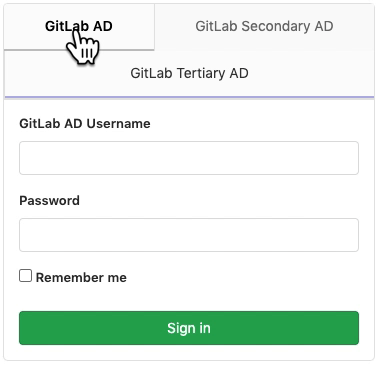 GitLab AD GitLab Secondary AD
GitLab Tertiary AD
GitLab AD Username
Password
Remember me
Sign in